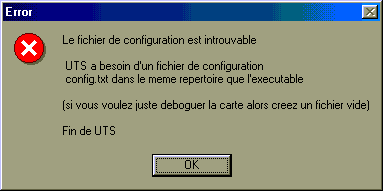 Error
Le fichier de configuration est introuvable
UTS a besoin d'un fichier de configuration
config.txt dans le meme repertoire que l'executable
(si vous voulez juste deboguer la carte alors creez un fichier vide)
Fin de UTS
OK